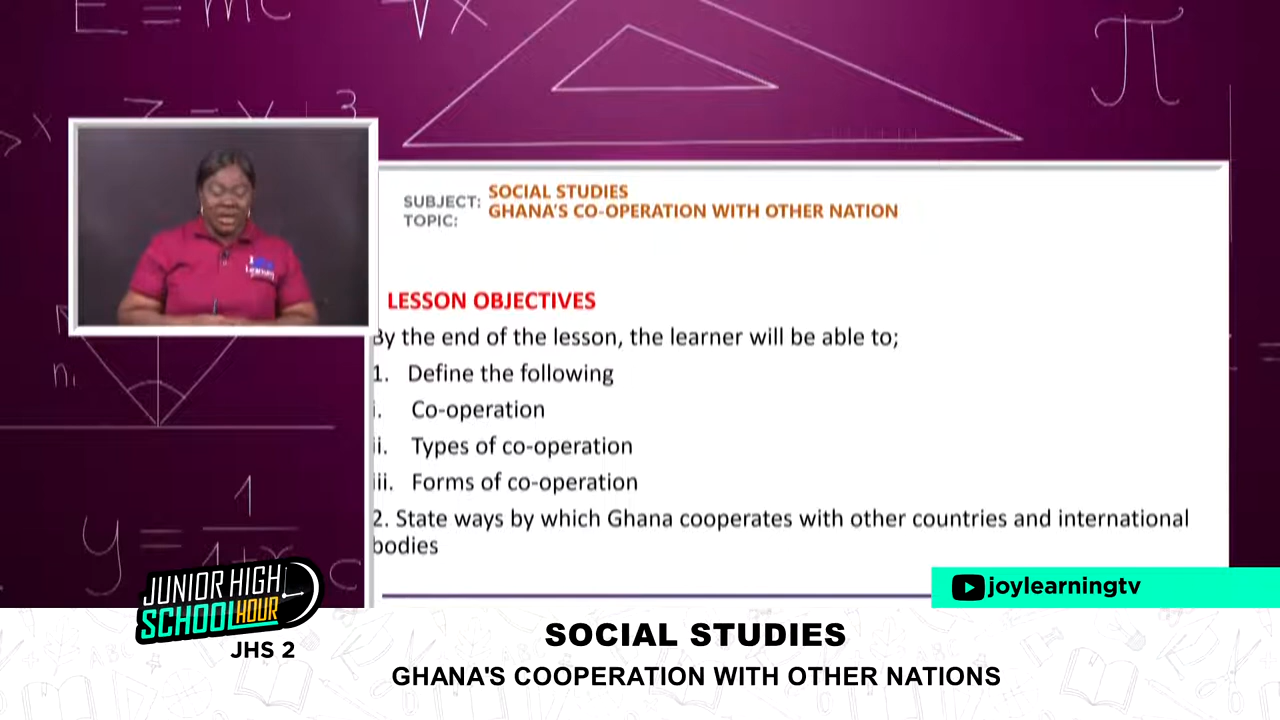 E = mc √x
π
> x z = y + 3
SUBJECT: SOCIAL STUDIES
TOPIC: GHANA'S CO-OPERATION WITH OTHER NATION
Learning
LESSON OBJECTIVES
By the end of the lesson, the learner will be able to;
1. Define the following
i. Co-operation
ii. Types of co-operation
iii. Forms of co-operation
2. State ways by which Ghana cooperates with other countries and international
bodies
y = 1
JUNIOR HIGH
SCHOOL HOUR
JHS 2
joylearningtv
SOCIAL STUDIES
GHANA'S COOPERATION WITH OTHER NATIONS